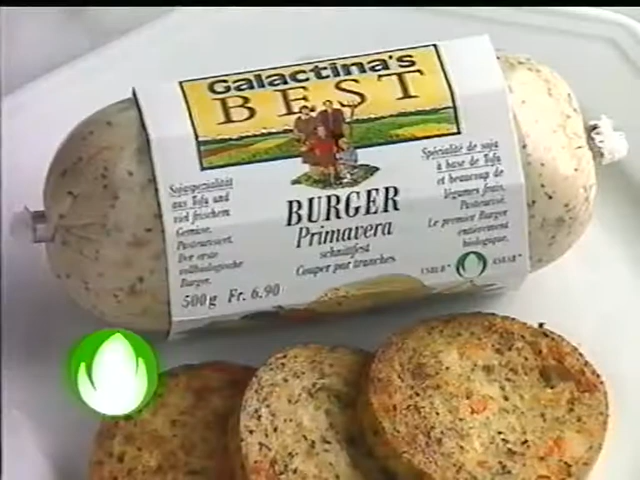 Galactina's
BEST
Sojaspezialität
aus Tofu und
viel frischem
Gemüse.
Pasteurisiert.
Der erste
vollbiologische
Burger.
500g Fr. 6.90
BURGER
Primavera
schnittfest
Couper par tranches
Spécialité de soja
à base de Tofu
et beaucoup de
légumes frais.
Pasteurisé.
Le premier Burger
entièrement
biologique.